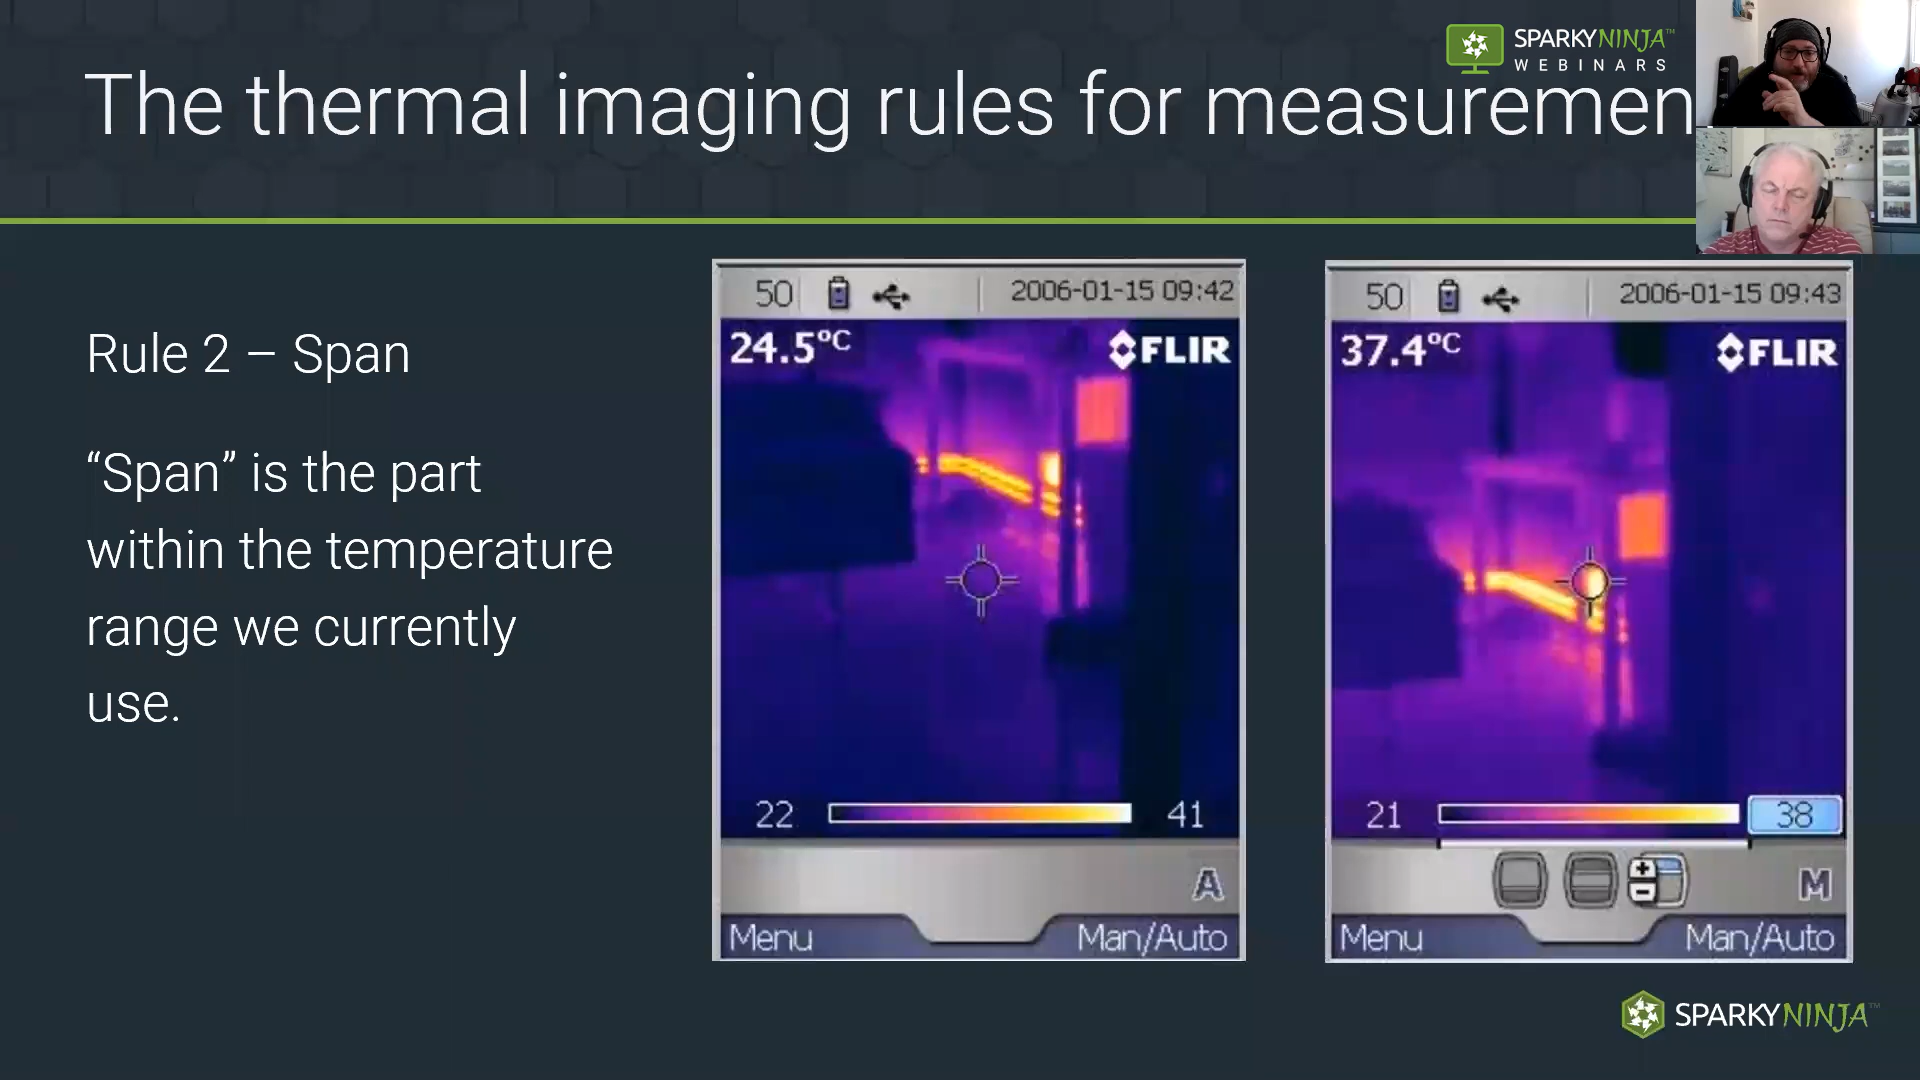 SPARKYNINJA™
WEBINARS
The thermal imaging rules for measuremen
Rule 2 – Span
“Span” is the part
within the temperature
range we currently
use.
50
2006-01-15 09:42
24.5°C
FLIR
22
41
A
Menu
Man/Auto
50
2006-01-15 09:43
37.4°C
FLIR
21
38
M
Menu
Man/Auto
SPARKYNINJA™